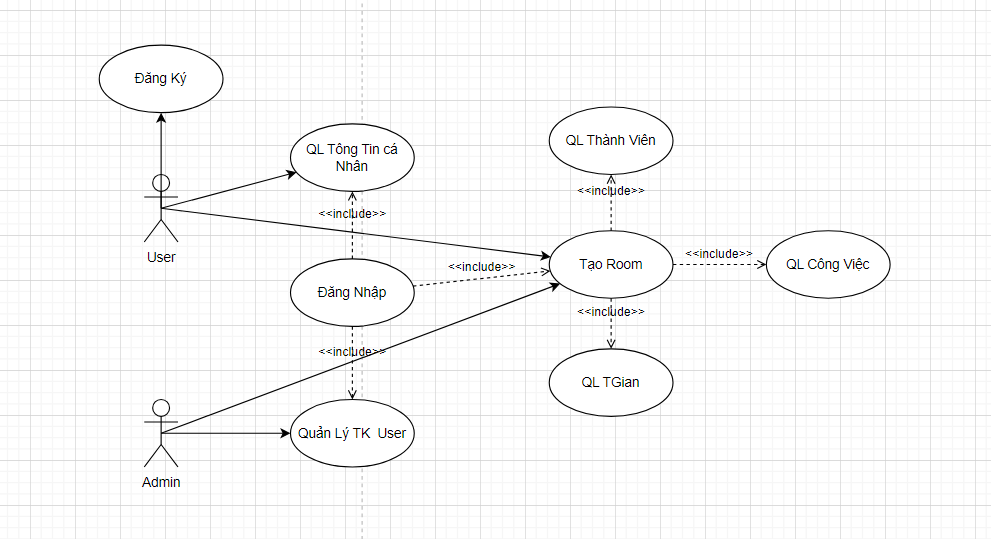 Đăng Ký
QL Tông Tin cá
Nhân
QL Thành Viên
<<include>>
<<include>>
User
<<include>>
Tạo Room
<<include>>
QL Công Việc
Đăng Nhập
<<include>>
<<include>>
QL TGian
Quản Lý TK User
Admin